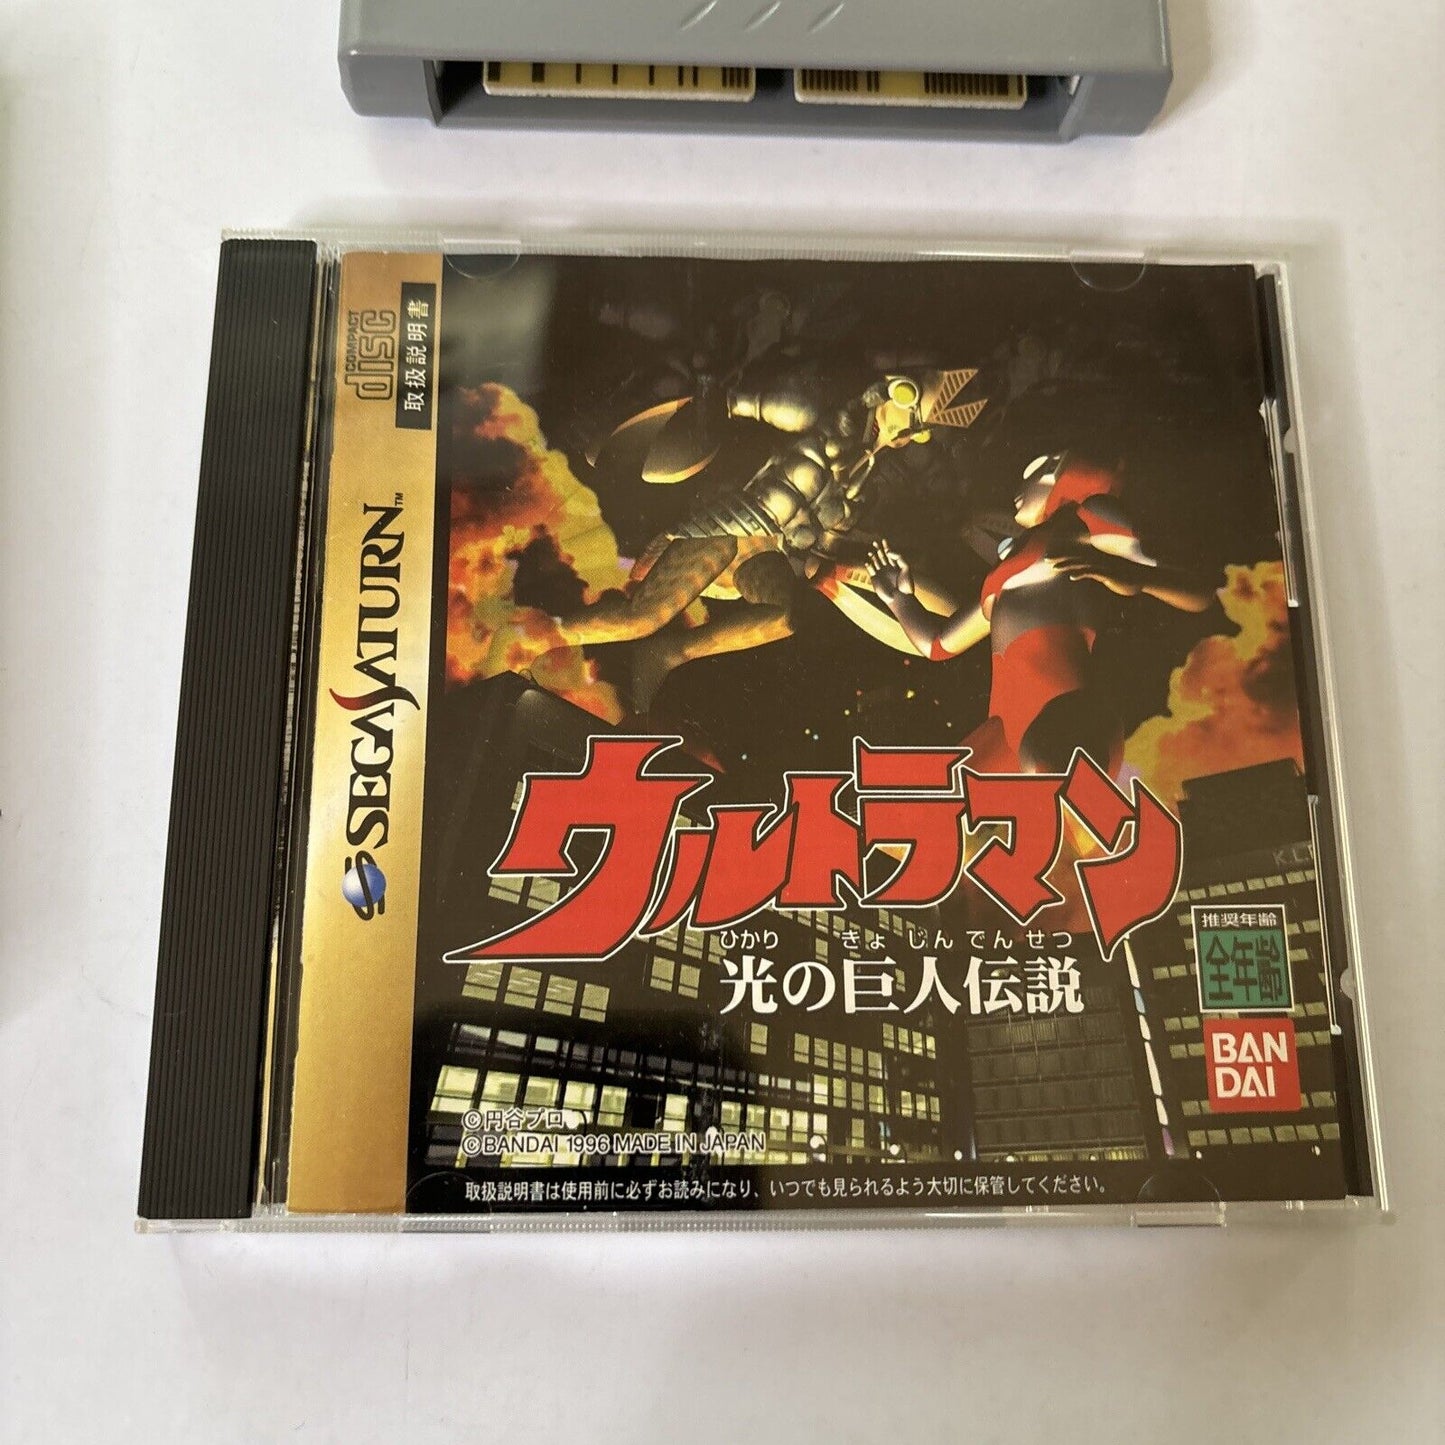 COMPACT
disc
取扱説明書
SEGA SATURN™
ウルトラマン
ひかり きょじんでんせつ
光の巨人伝説
推奨年齢
全年齢
BAN
DAI
©円谷プロ
©BANDAI 1996 MADE IN JAPAN
取扱説明書は使用前に必ずお読みになり、いつでも見られるよう大切に保管してください。